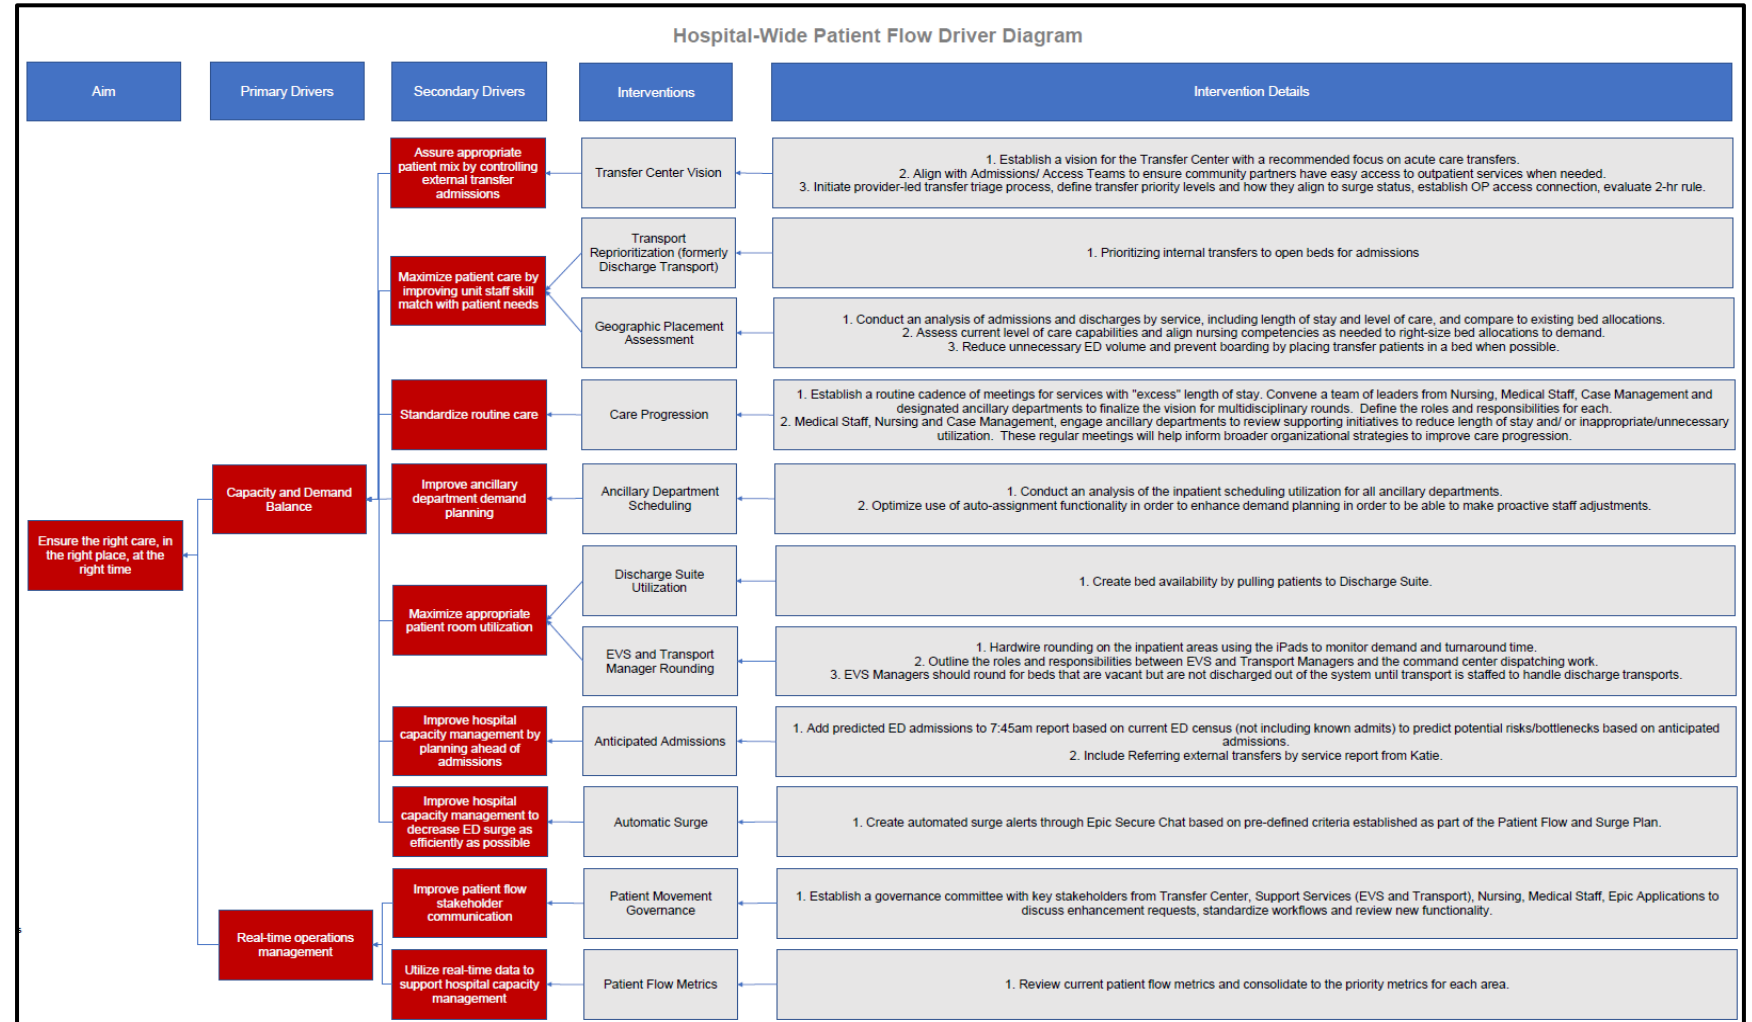 Hospital-Wide Patient Flow Driver Diagram
Aim
Primary Drivers
Secondary Drivers
Interventions
Intervention Details
Assure appropriate
patient mix by controlling
external transfer
admissions
Transfer Center Vision
1. Establish a vision for the Transfer Center with a recommended focus on acute care transfers.
2. Align with Admissions/ Access Teams to ensure community partners have easy access to outpatient services when needed.
3. Initiate provider-led transfer triage process, define transfer priority levels and how they align to surge status, establish OP access connection, evaluate 2-hr rule.
Maximize patient care by
improving unit staff skill
match with patient needs
Transport
Reprioritization (formerly
Discharge Transport)
1. Prioritizing internal transfers to open beds for admissions
Geographic Placement
Assessment
1. Conduct an analysis of admissions and discharges by service, including length of stay and level of care, and compare to existing bed allocations.
2. Assess current level of care capabilities and align nursing competencies as needed to right-size bed allocations to demand.
3. Reduce unnecessary ED volume and prevent boarding by placing transfer patients in a bed when possible.
Standardize routine care
Care Progression
1. Establish a routine cadence of meetings for services with "excess" length of stay. Convene a team of leaders from Nursing, Medical Staff, Case Management and
designated ancillary departments to finalize the vision for multidisciplinary rounds. Define the roles and responsibilities for each.
2. Medical Staff, Nursing and Case Management, engage ancillary departments to review supporting initiatives to reduce length of stay and/ or inappropriate/unnecessary
utilization. These regular meetings will help inform broader organizational strategies to improve care progression.
Capacity and Demand
Balance
Improve ancillary
department demand
planning
Ancillary Department
Scheduling
1. Conduct an analysis of the inpatient scheduling utilization for all ancillary departments.
2. Optimize use of auto-assignment functionality in order to enhance demand planning in order to be able to make proactive staff adjustments.
Ensure the right care, in
the right place, at the
right time
Maximize appropriate
patient room utilization
Discharge Suite
Utilization
1. Create bed availability by pulling patients to Discharge Suite.
EVS and Transport
Manager Rounding
1. Hardwire rounding on the inpatient areas using the iPads to monitor demand and turnaround time.
2. Outline the roles and responsibilities between EVS and Transport Managers and the command center dispatching work.
3. EVS Managers should round for beds that are vacant but are not discharged out of the system until transport is staffed to handle discharge transports.
Improve hospital
capacity management by
planning ahead of
admissions
Anticipated Admissions
1. Add predicted ED admissions to 7:45am report based on current ED census (not including known admits) to predict potential risks/bottlenecks based on anticipated
admissions.
2. Include Referring external transfers by service report from Katie.
Improve hospital
capacity management to
decrease ED surge as
efficiently as possible
Automatic Surge
1. Create automated surge alerts through Epic Secure Chat based on pre-defined criteria established as part of the Patient Flow and Surge Plan.
Real-time operations
management
Improve patient flow
stakeholder
communication
Patient Movement
Governance
1. Establish a governance committee with key stakeholders from Transfer Center, Support Services (EVS and Transport), Nursing, Medical Staff, Epic Applications to
discuss enhancement requests, standardize workflows and review new functionality.
Utilize real-time data to
support hospital capacity
management
Patient Flow Metrics
1. Review current patient flow metrics and consolidate to the priority metrics for each area.